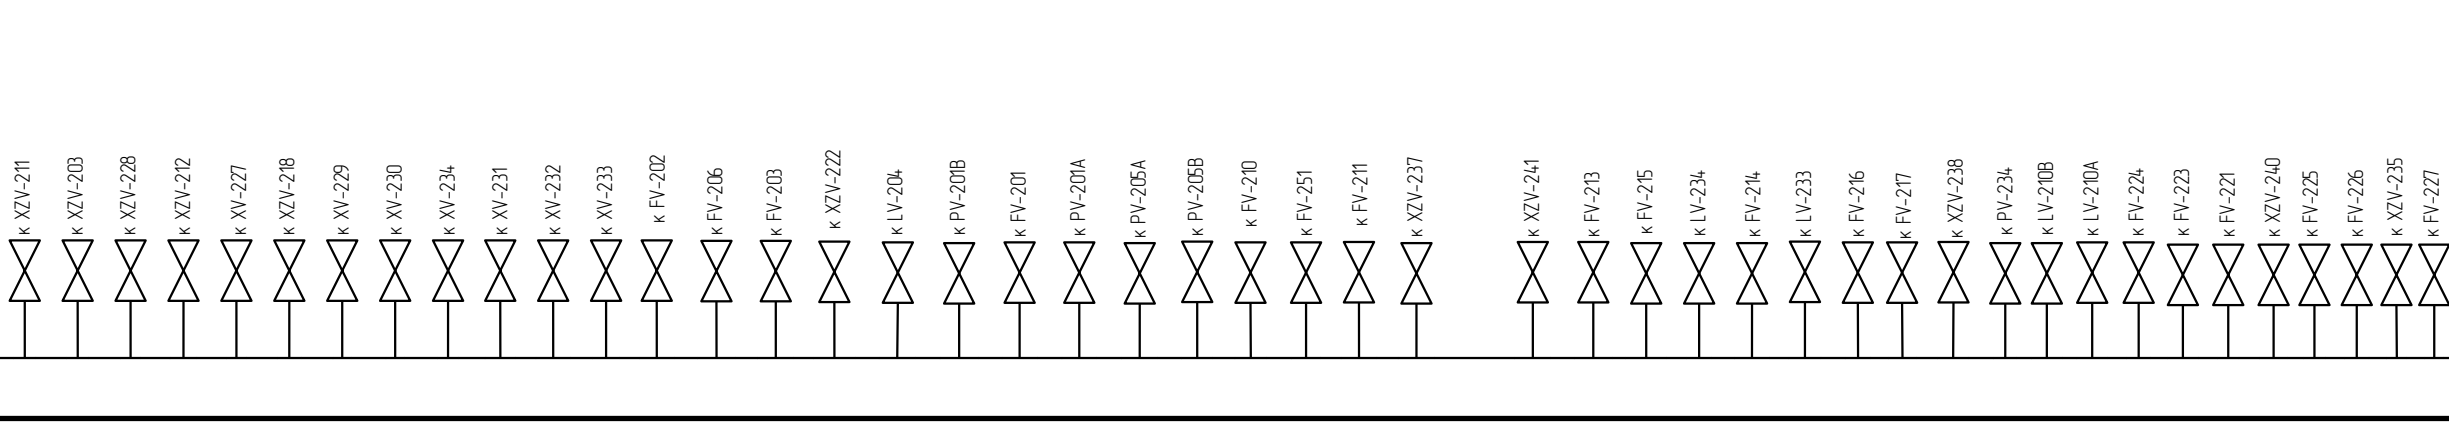 к XZV-211
к XZV-203
к XZV-228
к XZV-212
к XV-227
к XZV-218
к XV-229
к XV-230
к XV-234
к XV-231
к XV-232
к XV-233
к FV-202
к FV-206
к FV-203
к XZV-222
к LV-204
к PV-201B
к FV-201
к PV-201A
к PV-205A
к PV-205B
к FV-210
к FV-251
к FV-211
к XZV-237
к XZV-241
к FV-213
к FV-215
к LV-234
к FV-214
к LV-233
к FV-216
к FV-217
к XZV-238
к PV-234
к LV-210B
к LV-210A
к FV-224
к FV-223
к FV-221
к XZV-240
к FV-225
к FV-226
к XZV-235
к FV-227